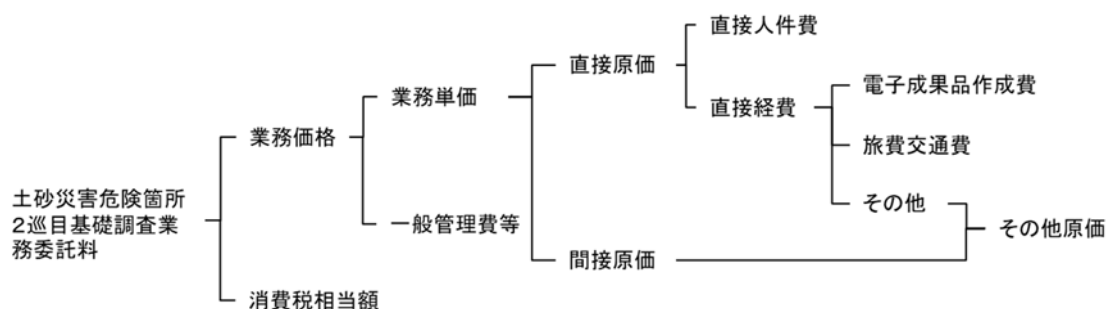 直接人件費
直接原価
電子成果品作成費
業務単価
直接経費
業務価格
旅費交通費
土砂災害危険箇所
2巡目基礎調査業
務委託料
その他
一般管理費等
その他原価
間接原価
消費税相当額